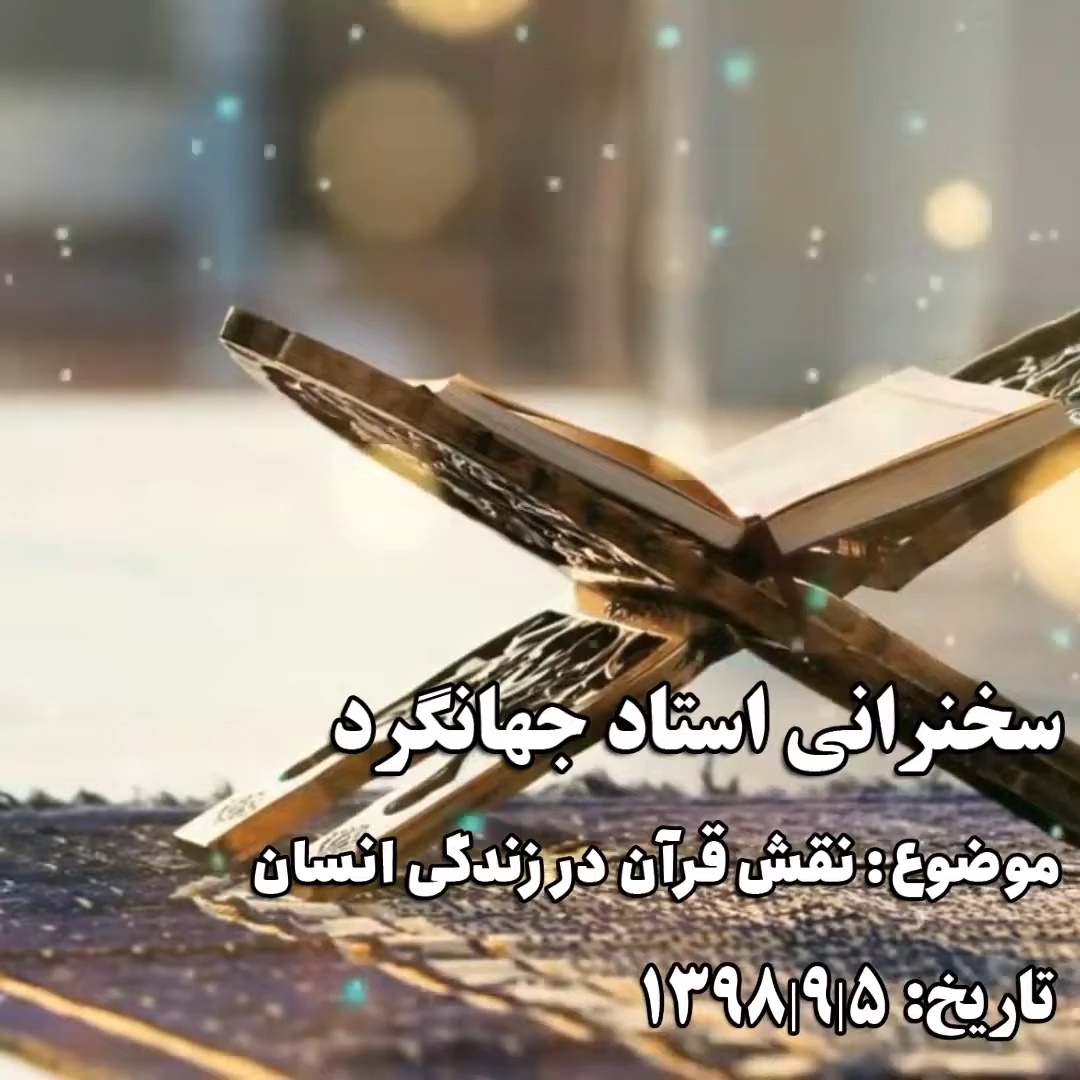 سخنرانی استاد جهانگرد
موضوع: نقش قرآن در زندگی انسان
تاریخ: ۱۳۹۸|۹|۵